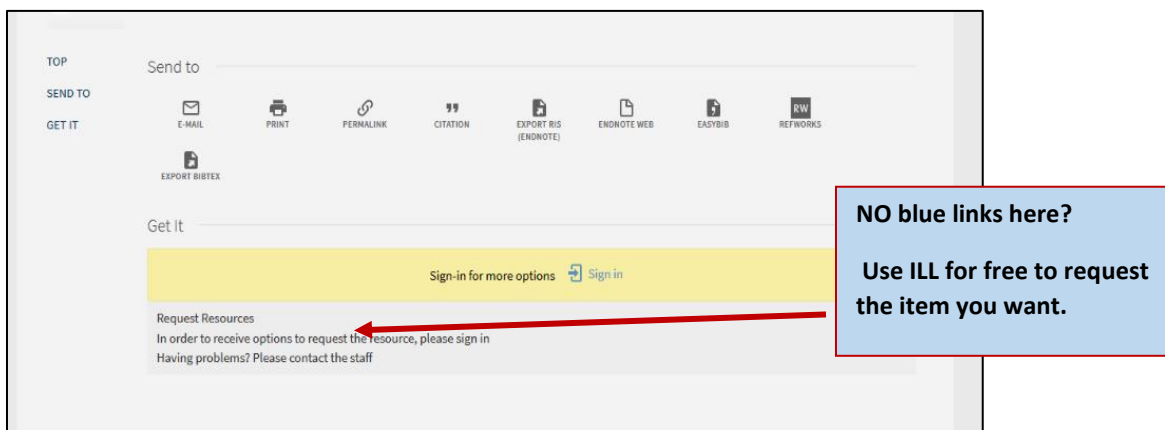 TOP
SEND TO
GET IT
Send to
E-MAIL
PRINT
PERMALINK
CITATION
EXPORT RIS
(ENDNOTE)
ENDNOTE WEB
EASYBIB
RW
REFWORKS
EXPORT BIBTEX
Get It
Sign-in for more options Sign in
Request Resources
In order to receive options to request the resource, please sign in
Having problems? Please contact the staff
NO blue links here?
Use ILL for free to request
the item you want.